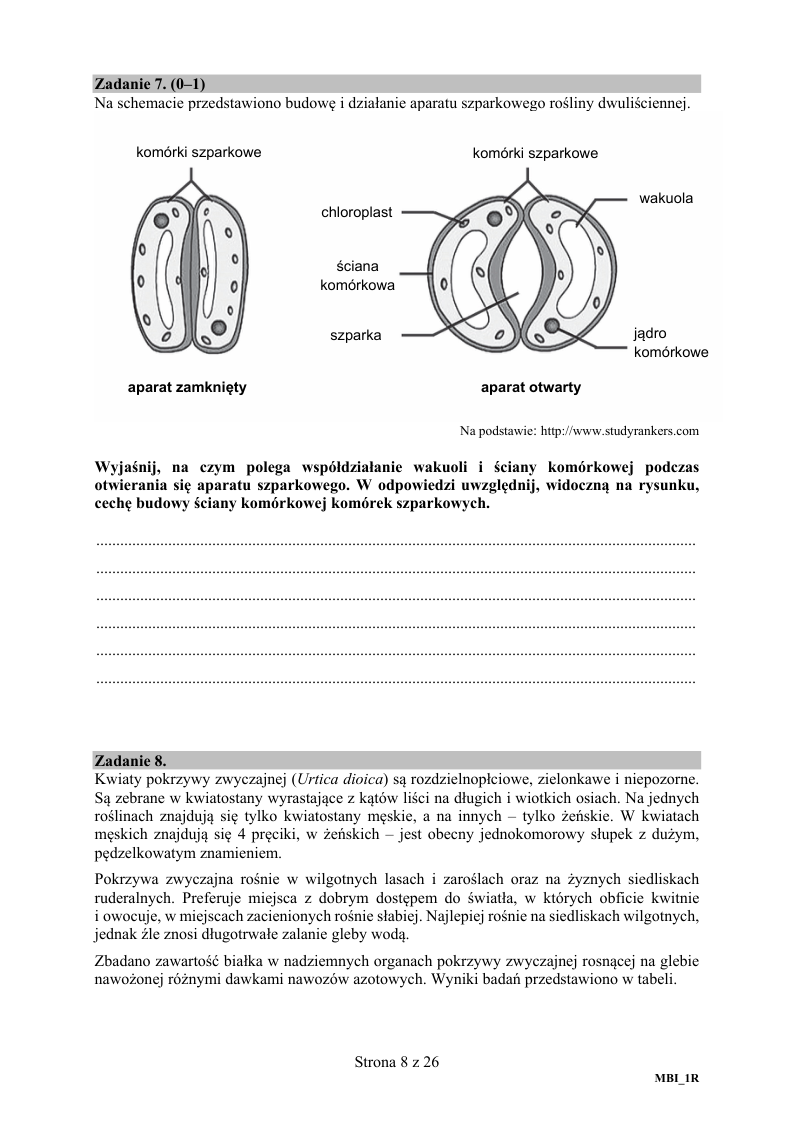 Zadanie 7. (0–1)
Na schemacie przedstawiono budowę i działanie aparatu szparkowego rośliny dwuliściennej.
komórki szparkowe
komórki szparkowe
chloroplast
wakuola
ściana
komórkowa
szparka
jądro
komórkowe
aparat zamknięty
aparat otwarty
Na podstawie: http://www.studyrankers.com
Wyjaśnij, na czym polega współdziałanie wakuoli i ściany komórkowej podczas
otwierania się aparatu szparkowego. W odpowiedzi uwzględnij, widoczną na rysunku,
cechę budowy ściany komórkowej komórek szparkowych.
Zadanie 8.
Kwiaty pokrzywy zwyczajnej (Urtica dioica) są rozdzielnopłciowe, zielonkawe i niepozorne.
Są zebrane w kwiatostany wyrastające z kątów liści na długich i wiotkich osiach. Na jednych
roślinach znajdują się tylko kwiatostany męskie, a na innych – tylko żeńskie. W kwiatach
męskich znajdują się 4 pręciki, w żeńskich – jest obecny jednokomorowy słupek z dużym,
pędzelkowatym znamieniem.
Pokrzywa zwyczajna rośnie w wilgotnych lasach i zaroślach oraz na żyznych siedliskach
ruderalnych. Preferuje miejsca z dobrym dostępem do światła, w których obficie kwitnie
i owocuje, w miejscach zacienionych rośnie słabiej. Najlepiej rośnie na siedliskach wilgotnych,
jednak źle znosi długotrwałe zalanie gleby wodą.
Zbadano zawartość białka w nadziemnych organach pokrzywy zwyczajnej rosnącej na glebie
nawożonej różnymi dawkami nawozów azotowych. Wyniki badań przedstawiono w tabeli.
Strona 8 z 26
MBI_1R